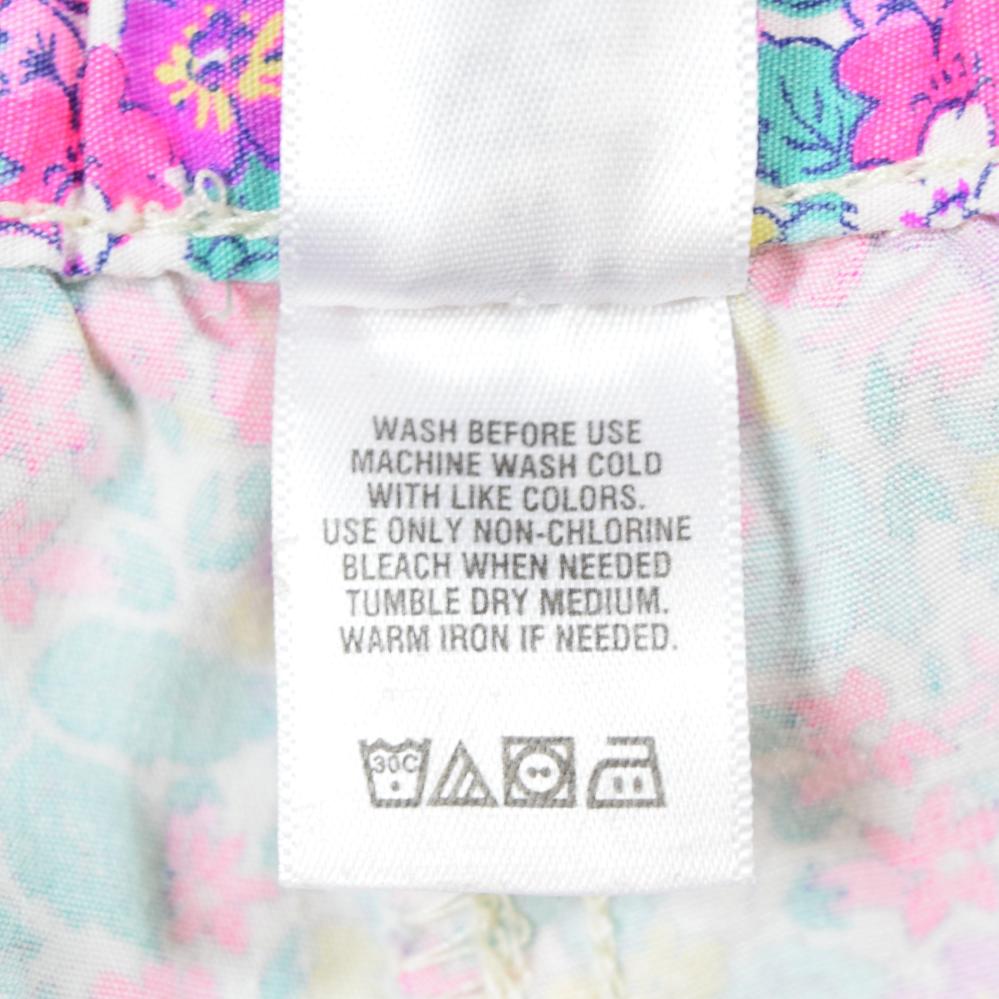 WASH BEFORE USE
MACHINE WASH COLD
WITH LIKE COLORS.
USE ONLY NON-CHLORINE
BLEACH WHEN NEEDED
TUMBLE DRY MEDIUM.
WARM IRON IF NEEDED.
30C